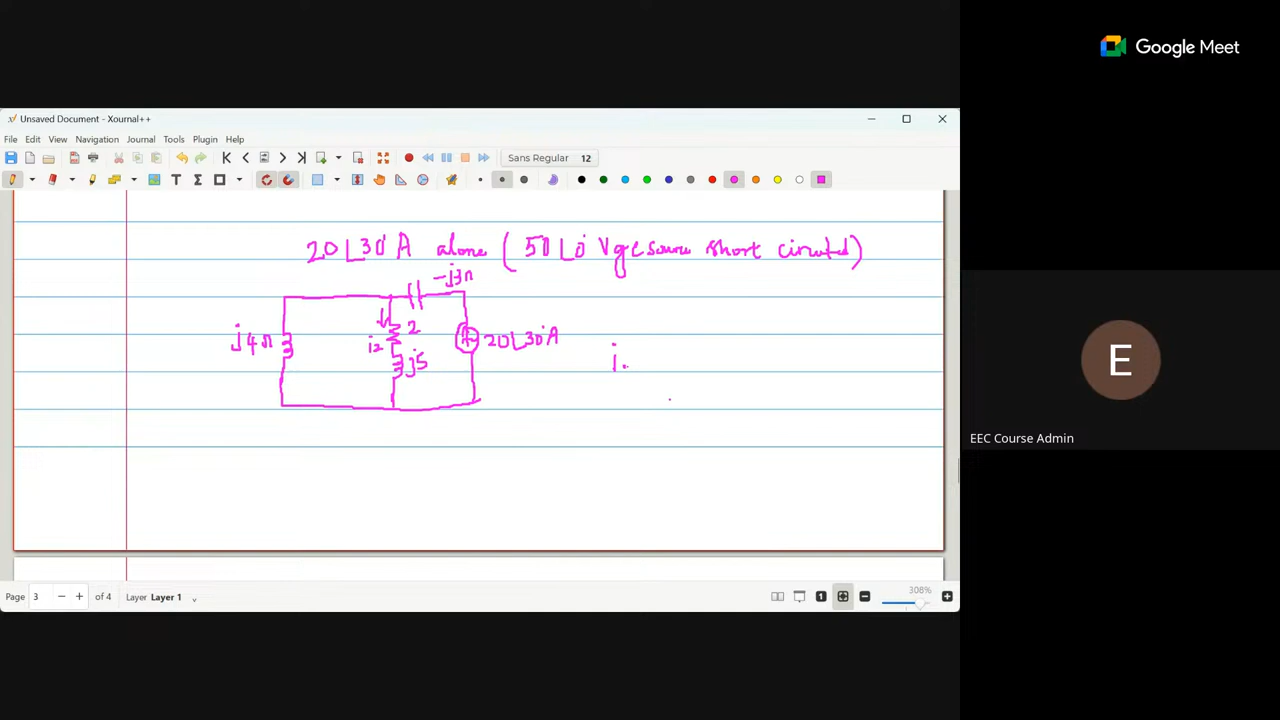 Google Meet
Unsaved Document - Xournal++
File Edit View Navigation Journal Tools Plugin Help
Sans Regular 12
20∟30° A alone (50∟0° Vge source short circuited)
-j3Ω
j4Ω
2
i2
j5
20∟30°A
i.
EEC Course Admin
E
Page 3 of 4 Layer Layer 1
308%
1